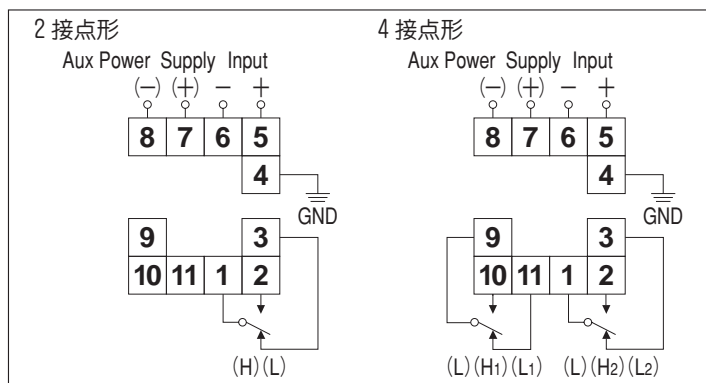 2 接点形
Aux Power Supply Input
(−) (+) − +
8 7 6 5
4
GND
9 3
10 11 1 2
(H)(L)
4 接点形
Aux Power Supply Input
(−) (+) − +
8 7 6 5
4
GND
9 3
10 11 1 2
(L)(H1)(L1) (L)(H2)(L2)